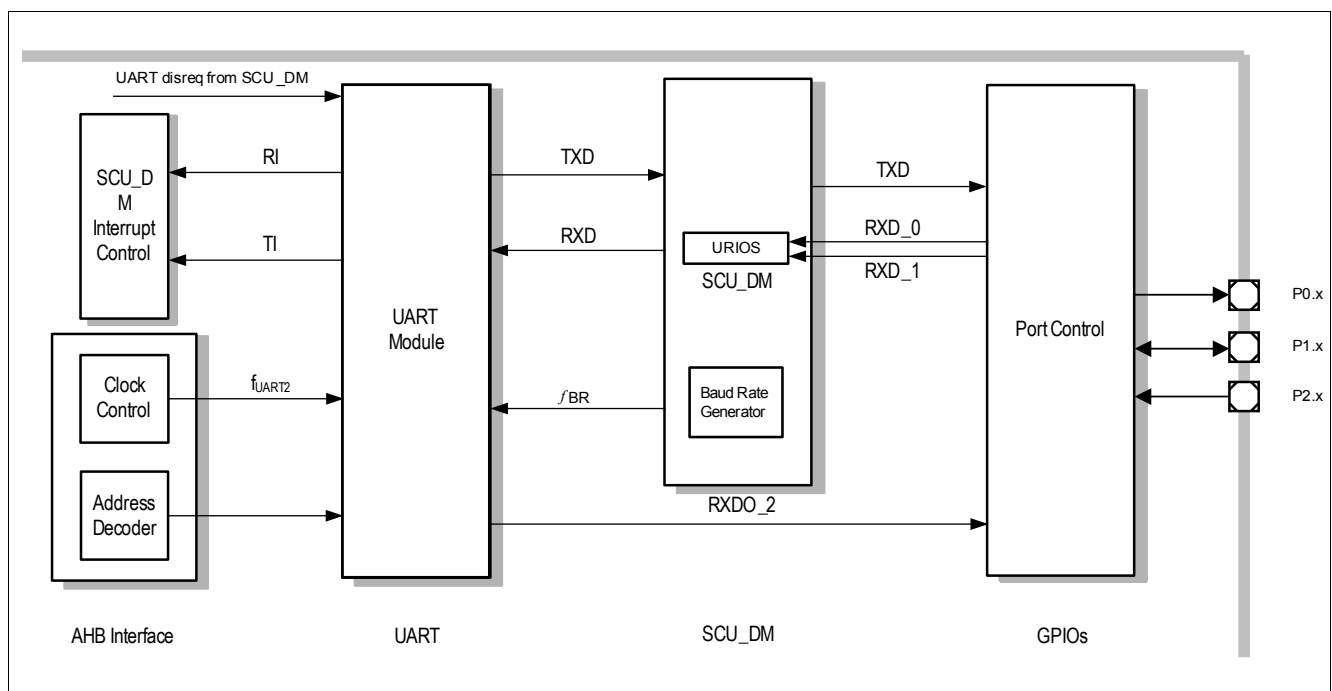 UART disreq from SCU_DM
SCU_D
M
Interrupt
Control
RI
TI
Clock
Control
fUART2
Address
Decoder
UART
Module
TXD
RXD
fBR
URIOS
SCU_DM
Baud Rate
Generator
TXD
RXD_0
RXD_1
RXDO_2
Port Control
P0.x
P1.x
P2.x
AHB Interface
UART
SCU_DM
GPIOs